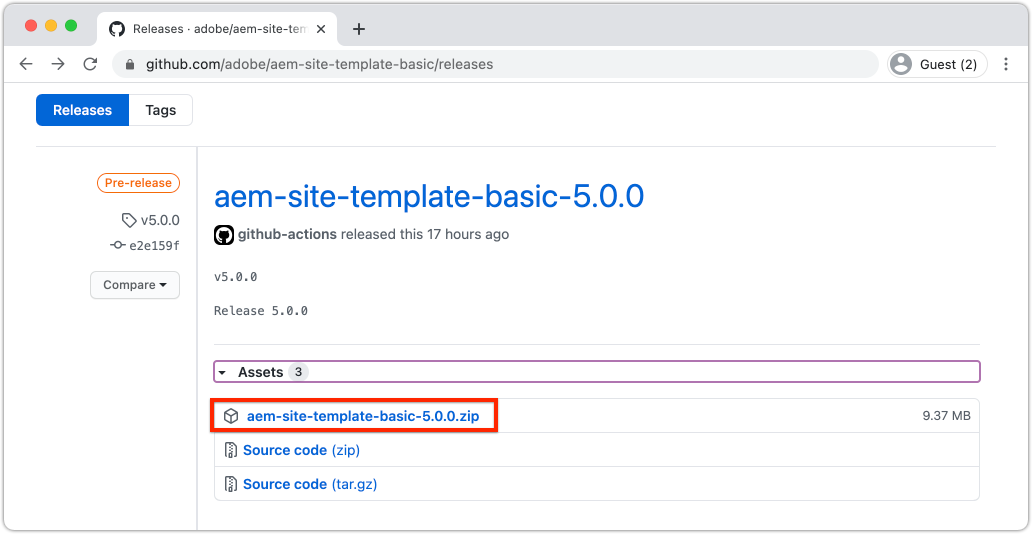 Releases · adobe/aem-site-tem
github.com/adobe/aem-site-template-basic/releases
Guest (2)
Releases
Tags
Pre-release
v5.0.0
e2e159f
Compare
aem-site-template-basic-5.0.0
github-actions released this 17 hours ago
v5.0.0
Release 5.0.0
Assets 3
aem-site-template-basic-5.0.0.zip 9.37 MB
Source code (zip)
Source code (tar.gz)